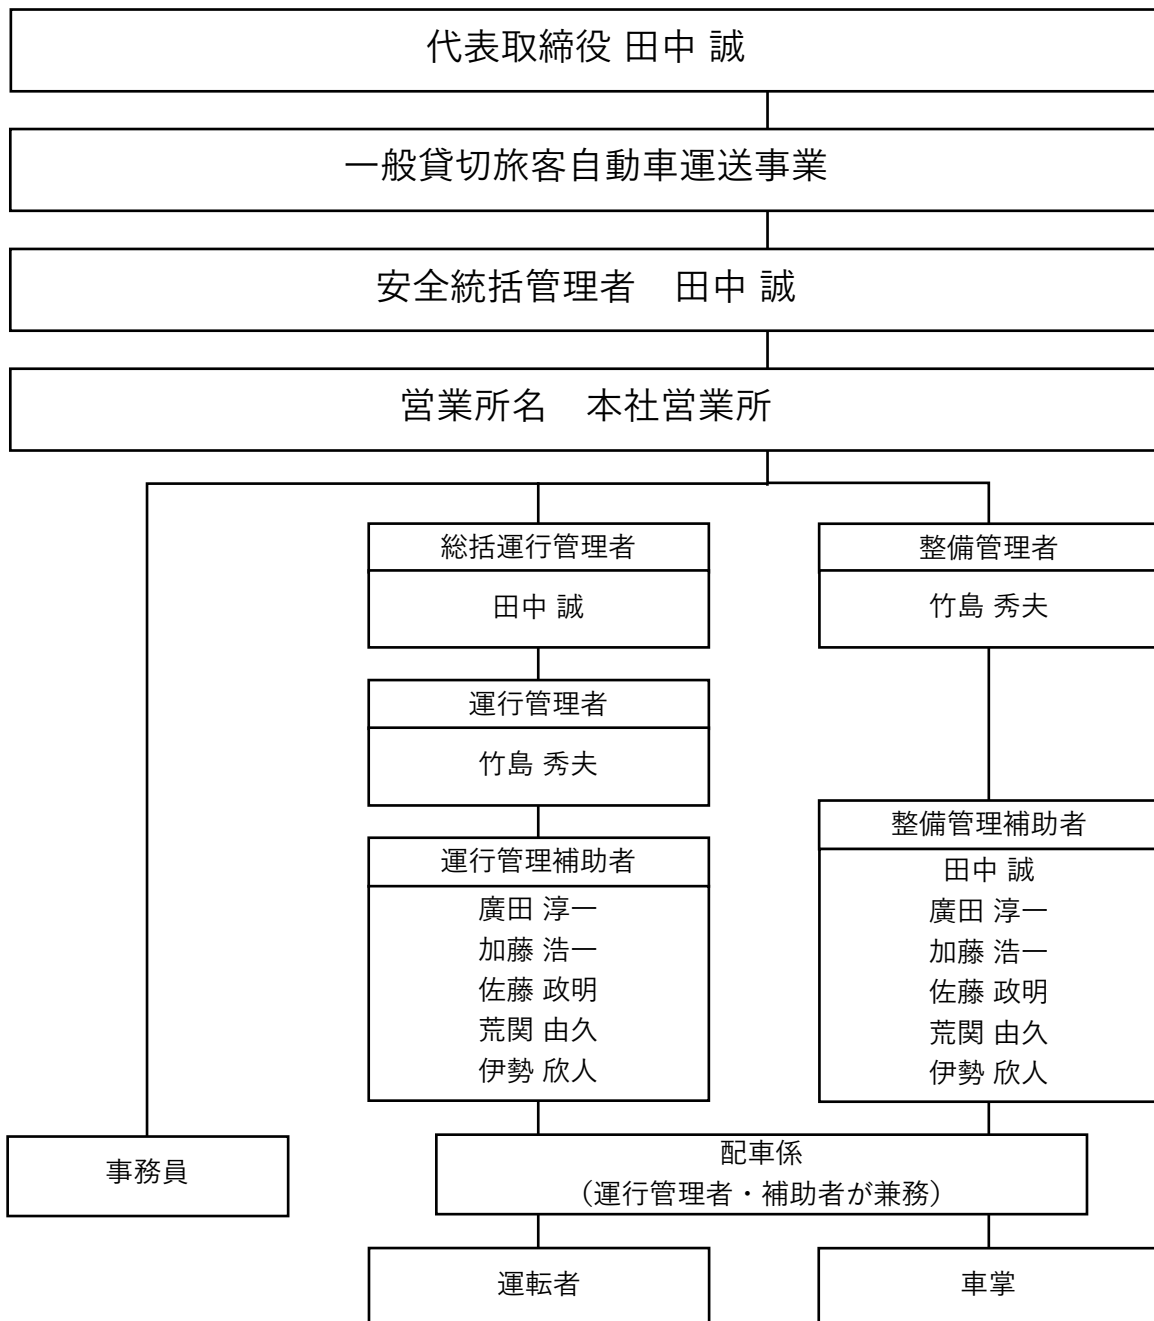 代表取締役 田中 誠
一般貸切旅客自動車運送事業
安全統括管理者　田中 誠
営業所名　本社営業所
総括運行管理者
田中 誠
運行管理者
竹島 秀夫
運行管理補助者
廣田 淳一
加藤 浩一
佐藤 政明
荒関 由久
伊勢 欣人
整備管理者
竹島 秀夫
整備管理補助者
田中 誠
廣田 淳一
加藤 浩一
佐藤 政明
荒関 由久
伊勢 欣人
事務員
配車係
（運行管理者・補助者が兼務）
運転者
車掌